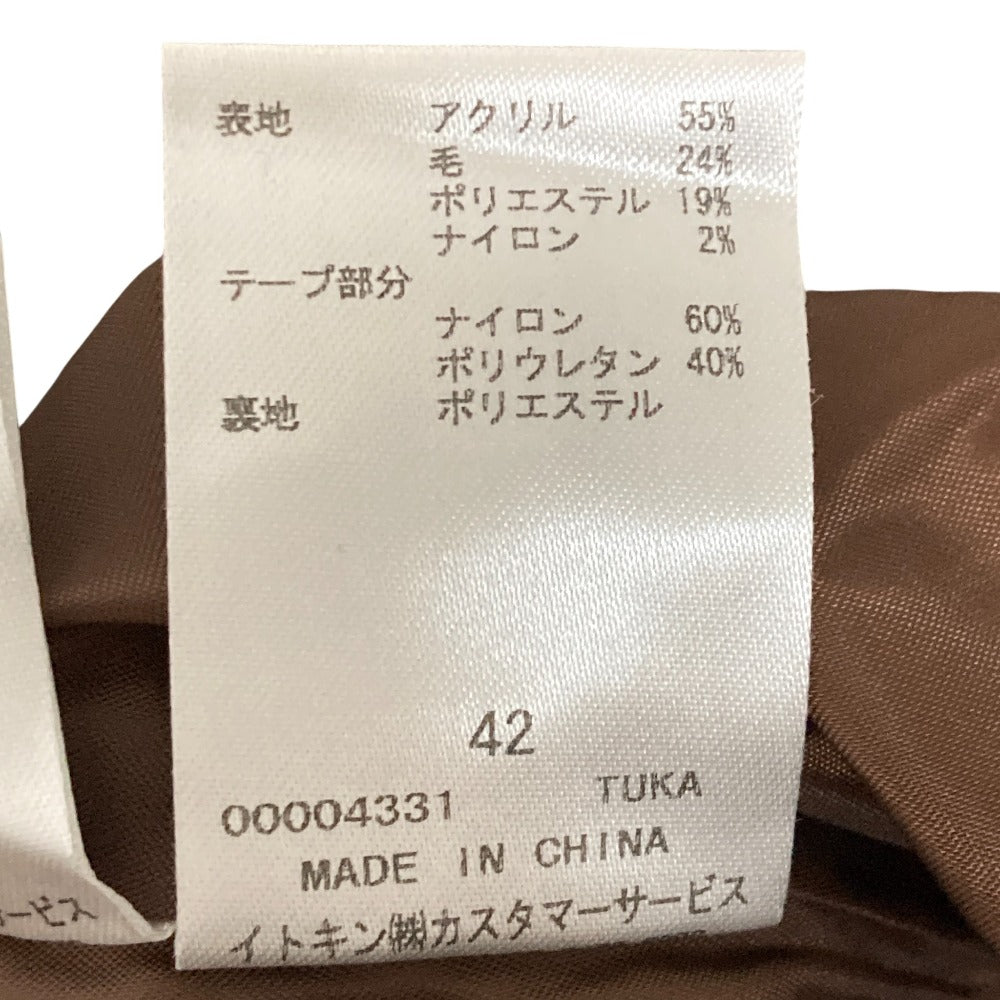 表地 アクリル 55%
毛 24%
ポリエステル 19%
ナイロン 2%
テープ部分
ナイロン 60%
ポリウレタン 40%
裏地 ポリエステル
42
00004331 TUKA
MADE IN CHINA
イトキン㈱カスタマーサービス
ービス